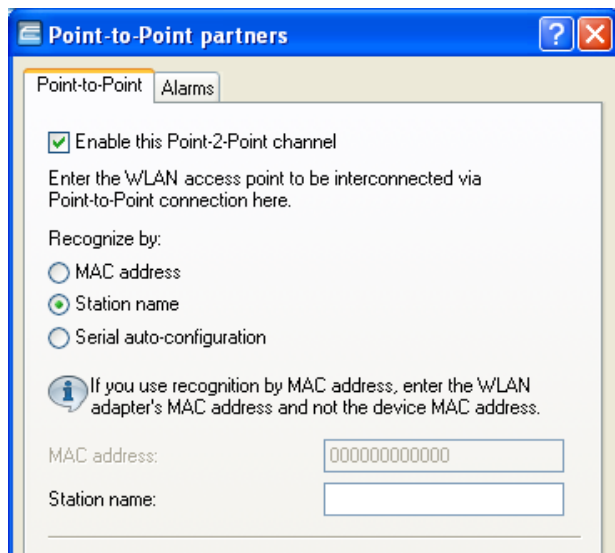 Point-to-Point partners
Point-to-Point
Alarms
Enable this Point-2-Point channel
Enter the WLAN access point to be interconnected via
Point-to-Point connection here.
Recognize by:
MAC address
Station name
Serial auto-configuration
If you use recognition by MAC address, enter the WLAN
adapter's MAC address and not the device MAC address.
MAC address:
000000000000
Station name: